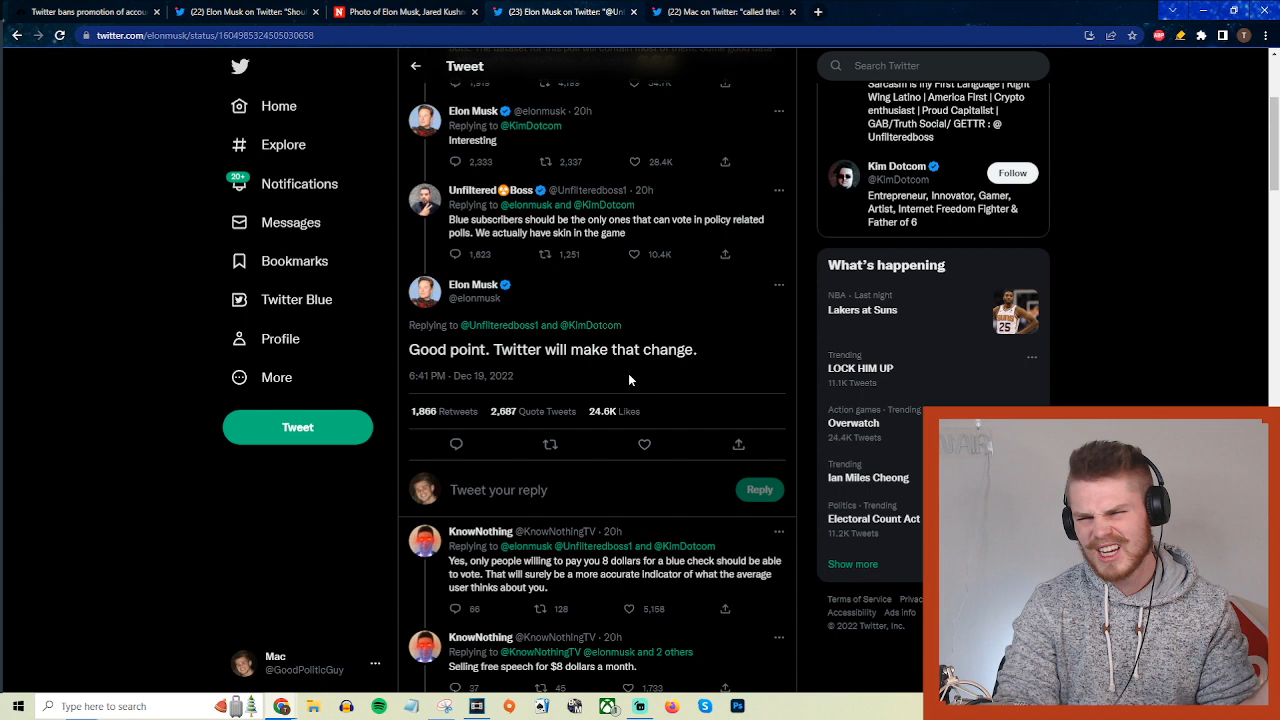 Twitter bans promotion of accou
(22) Elon Musk on Twitter: "Shou
Photo of Elon Musk, Jared Kushn
(23) Elon Musk on Twitter: "@Un
(22) Mac on Twitter: "called that
twitter.com/elonmusk/status/1604985324505030658
Home
Explore
20+
Notifications
Messages
Bookmarks
Twitter Blue
Profile
More
Tweet
Mac
@GoodPoliticGuy
Tweet
1,919
4,199
Elon Musk @elonmusk · 20h
Replying to @KimDotcom
Interesting
2,333 2,337 28.4K
Unfiltered Boss @Unfilteredboss1 · 20h
Replying to @elonmusk and @KimDotcom
Blue subscribers should be the only ones that can vote in policy related
polls. We actually have skin in the game
1,623 1,251 10.4K
Elon Musk
@elonmusk
Replying to @Unfilteredboss1 and @KimDotcom
Good point. Twitter will make that change.
6:41 PM · Dec 19, 2022
1,866 Retweets 2,687 Quote Tweets 24.6K Likes
Tweet your reply
Reply
KnowNothing @KnowNothingTV · 20h
Replying to @elonmusk @Unfilteredboss1 and @KimDotcom
Yes, only people willing to pay you 8 dollars for a blue check should be able
to vote. That will surely be a more accurate indicator of what the average
user thinks about you.
66 128 5,158
KnowNothing @KnowNothingTV · 20h
Replying to @KnowNothingTV @elonmusk and 2 others
Selling free speech for $8 dollars a month.
37 45 1,733
Search Twitter
Sarcasm is my First Language | Right
Wing Latino | America First | Crypto
enthusiast | Proud Capitalist |
GAB/Truth Social/ GETTR : @
Unfilteredboss
Kim Dotcom
@KimDotcom
Follow
Entrepreneur, Innovator, Gamer,
Artist, Internet Freedom Fighter &
Father of 6
What's happening
NBA · Last night
Lakers at Suns
Trending
LOCK HIM UP
11.1K Tweets
Action games · Trending
Overwatch
24.4K Tweets
Trending
Ian Miles Cheong
Politics · Trending
Electoral Count Act
11.2K Tweets
Show more
Terms of Service Privac
Accessibility Ads info
© 2022 Twitter, Inc.
Type here to search